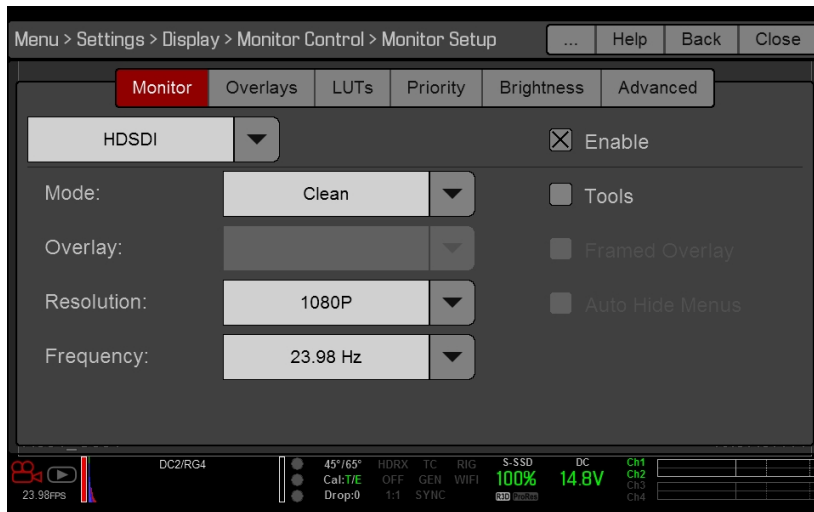 Menu > Settings > Display > Monitor Control > Monitor Setup ... Help Back Close
Monitor Overlays LUTs Priority Brightness Advanced
HDSDI Enable
Mode: Clean Tools
Overlay: Framed Overlay
Resolution: 1080P Auto Hide Menus
Frequency: 23.98 Hz
DC2/RG4 45°/65° HDRX TC RIG S-SSD DC Ch1
Cal:T/E OFF GEN WIFI 100% 14.8V Ch2
Ch3
23.98FPS Drop:0 1:1 SYNC R3D ProRes Ch4